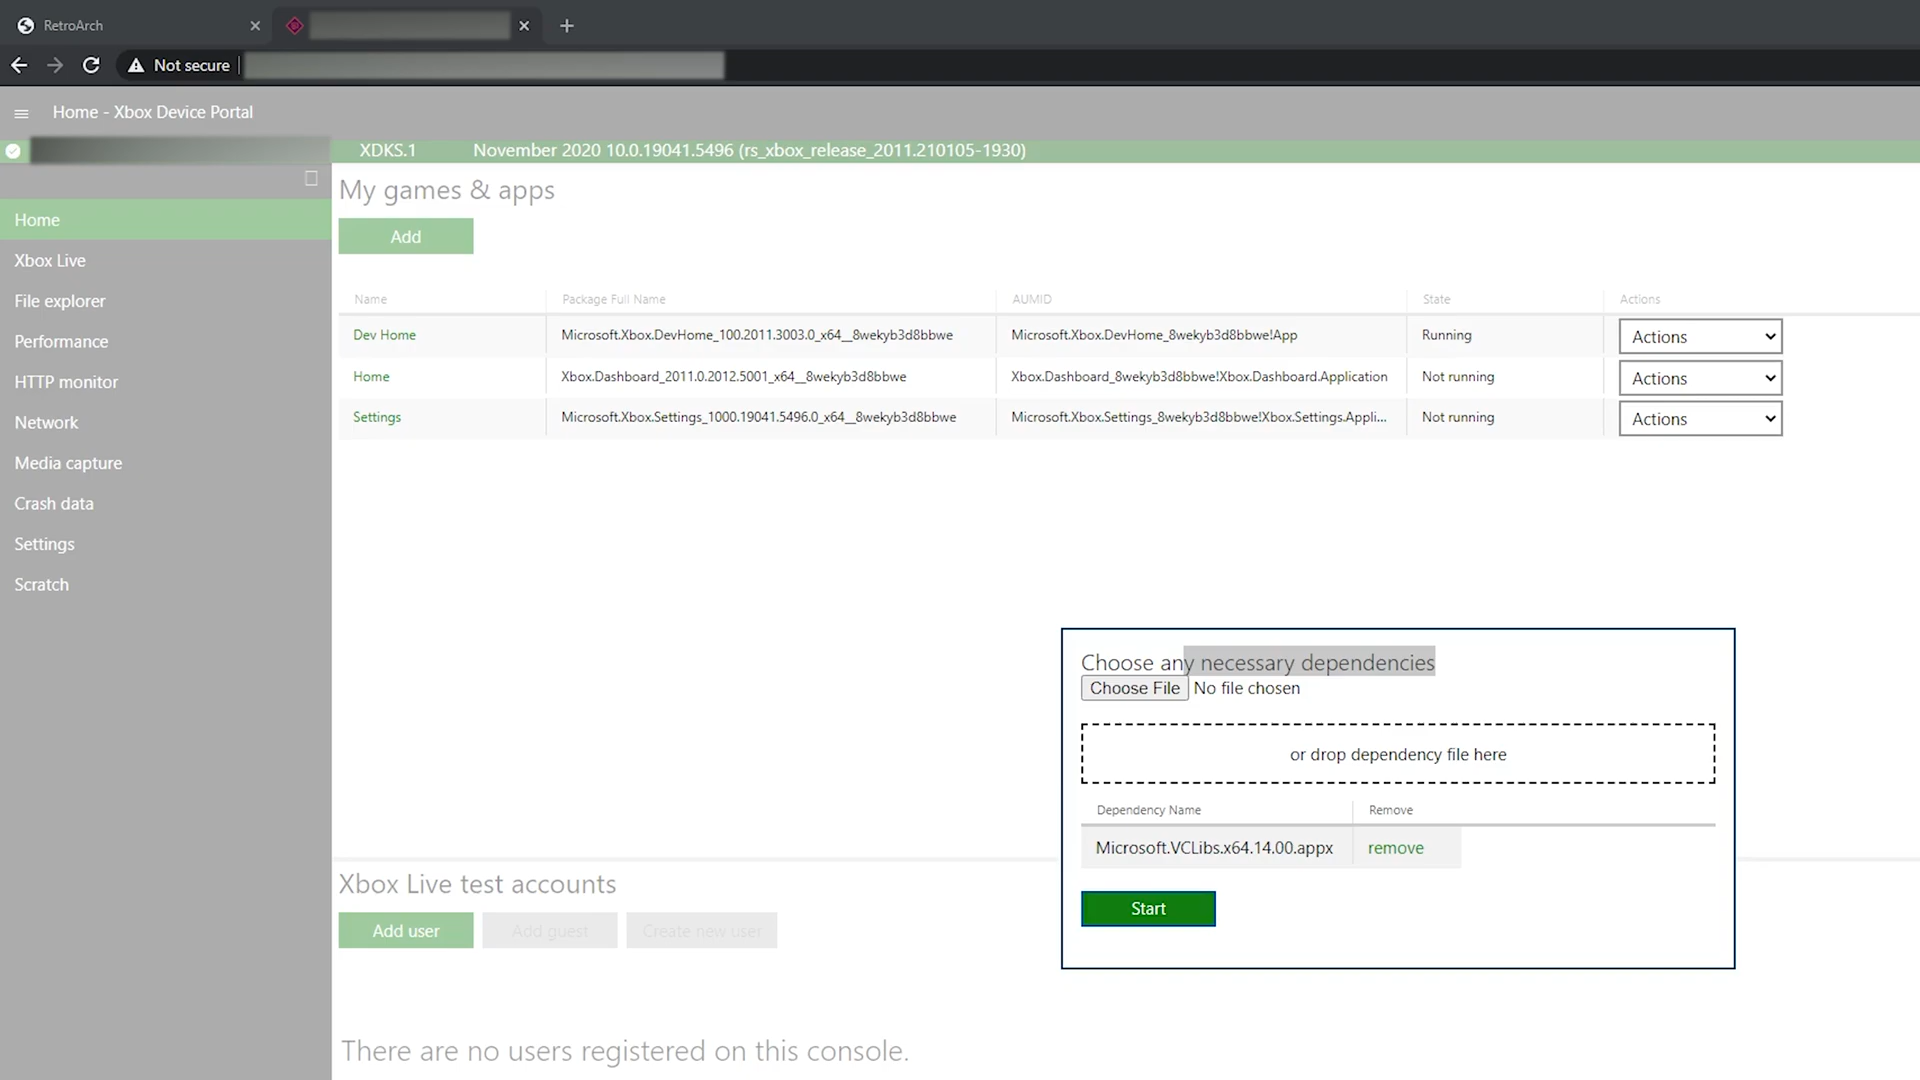 RetroArch
Not secure
Home - Xbox Device Portal
XDKS.1 November 2020 10.0.19041.5496 (rs_xbox_release_2011.210105-1930)
Home
Xbox Live
File explorer
Performance
HTTP monitor
Network
Media capture
Crash data
Settings
Scratch
My games & apps
Add
Name Package Full Name AUMID State Actions
Dev Home Microsoft.Xbox.DevHome_100.2011.3003.0_x64__8wekyb3d8bbwe Microsoft.Xbox.DevHome_8wekyb3d8bbwe!App Running Actions
Home Xbox.Dashboard_2011.0.2012.5001_x64__8wekyb3d8bbwe Xbox.Dashboard_8wekyb3d8bbwe!Xbox.Dashboard.Application Not running Actions
Settings Microsoft.Xbox.Settings_1000.19041.5496.0_x64__8wekyb3d8bbwe Microsoft.Xbox.Settings_8wekyb3d8bbwe!Xbox.Settings.Appli... Not running Actions
Choose any necessary dependencies
Choose File No file chosen
or drop dependency file here
Dependency Name Remove
Microsoft.VCLibs.x64.14.00.appx remove
Start
Xbox Live test accounts
Add user Add guest Create new user
There are no users registered on this console.